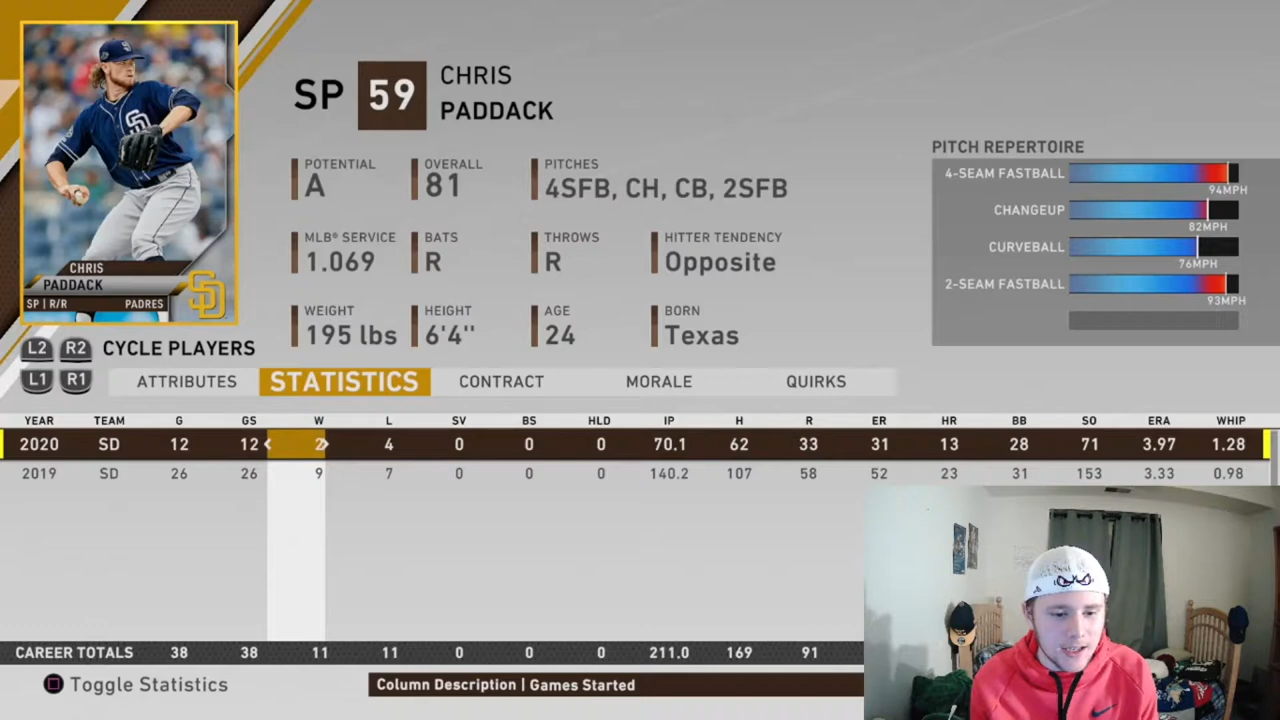 SP 59 CHRIS
PADDACK
POTENTIAL OVERALL PITCHES
A 81 4SFB, CH, CB, 2SFB
MLB® SERVICE BATS THROWS HITTER TENDENCY
1.069 R R Opposite
WEIGHT HEIGHT AGE BORN
195 lbs 6'4" 24 Texas
PITCH REPERTOIRE
4-SEAM FASTBALL
94MPH
CHANGEUP
82MPH
CURVEBALL
76MPH
2-SEAM FASTBALL
93MPH
SD
CHRIS
PADDACK
SP | R/R PADRES
SD
L2 R2 CYCLE PLAYERS
L1 R1 ATTRIBUTES STATISTICS CONTRACT MORALE QUIRKS
YEAR TEAM G GS W L SV BS HLD IP H R ER HR BB SO ERA WHIP
2020 SD 12 12 2 4 0 0 0 70.1 62 33 31 13 28 71 3.97 1.28
2019 SD 26 26 9 7 0 0 0 140.2 107 58 52 23 31 153 3.33 0.98
CAREER TOTALS 38 38 11 11 0 0 0 211.0 169 91
Toggle Statistics
Column Description | Games Started